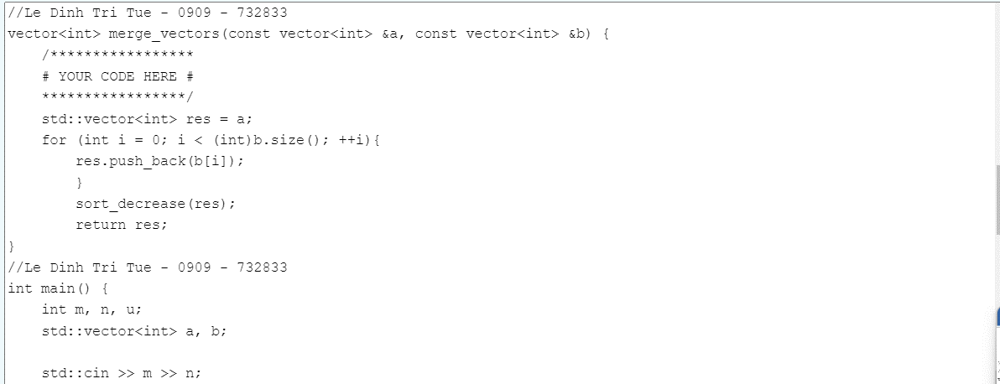 //Le Dinh Tri Tue - 0909 - 732833
vector<int> merge_vectors(const vector<int> &a, const vector<int> &b) {
    /*****************
    # YOUR CODE HERE #
    *****************/
    std::vector<int> res = a;
    for (int i = 0; i < (int)b.size(); ++i){
        res.push_back(b[i]);
        }
        sort_decrease(res);
        return res;
}
//Le Dinh Tri Tue - 0909 - 732833
int main() {
    int m, n, u;
    std::vector<int> a, b;

    std::cin >> m >> n;